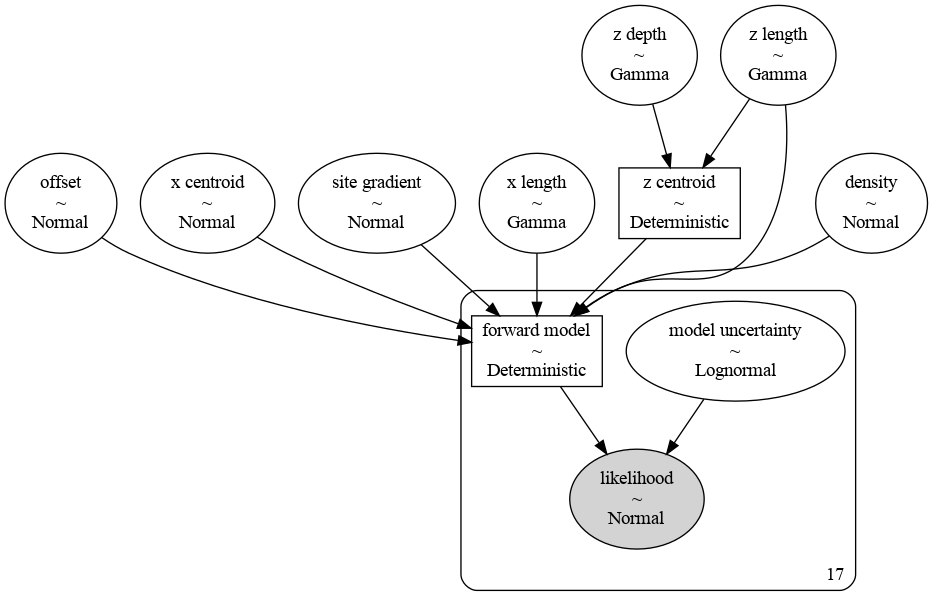 z depth
~
Gamma
z length
~
Gamma
offset
~
Normal
x centroid
~
Normal
site gradient
~
Normal
x length
~
Gamma
z centroid
~
Deterministic
density
~
Normal
forward model
~
Deterministic
model uncertainty
~
Lognormal
likelihood
~
Normal
17